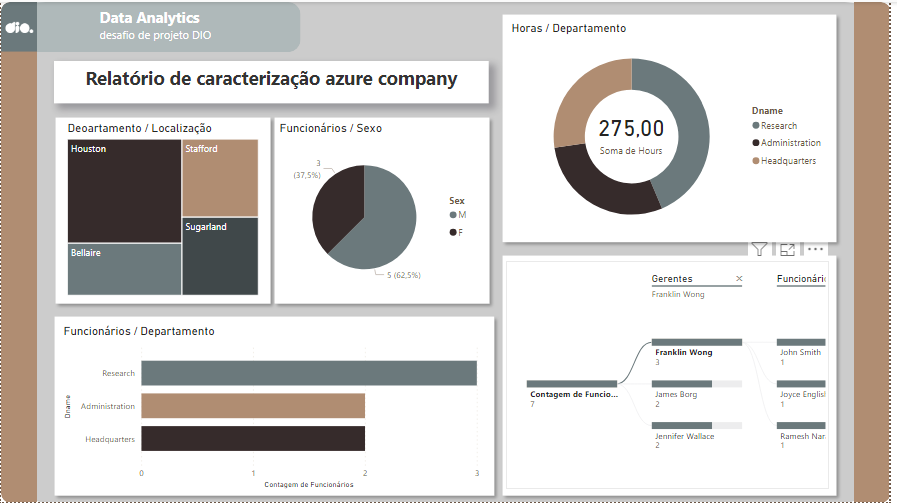 dio.
Data Analytics
desafio de projeto DIO
Relatório de caracterização azure company
Deoartamento / Localização
Houston
Stafford
Bellaire
Sugarland
Funcionários / Sexo
3
(37,5%)
5 (62,5%)
Sex
M
F
Horas / Departamento
275,00
Soma de Hours
Dname
Research
Administration
Headquarters
Funcionários / Departamento
Dname
Research
Administration
Headquarters
0
1
2
3
Contagem de Funcionários
Gerentes
Franklin Wong
Funcionári
Contagem de Funcio...
7
Franklin Wong
3
James Borg
2
Jennifer Wallace
2
John Smith
1
Joyce English
1
Ramesh Nar
1